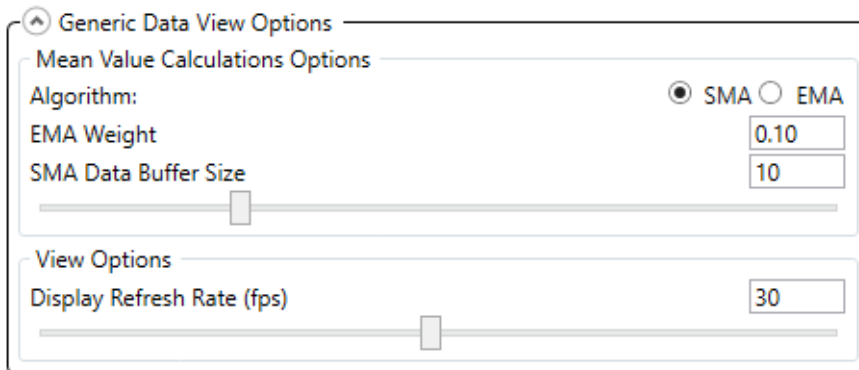 Generic Data View Options
Mean Value Calculations Options
Algorithm: SMA EMA
EMA Weight 0.10
SMA Data Buffer Size 10
View Options
Display Refresh Rate (fps) 30